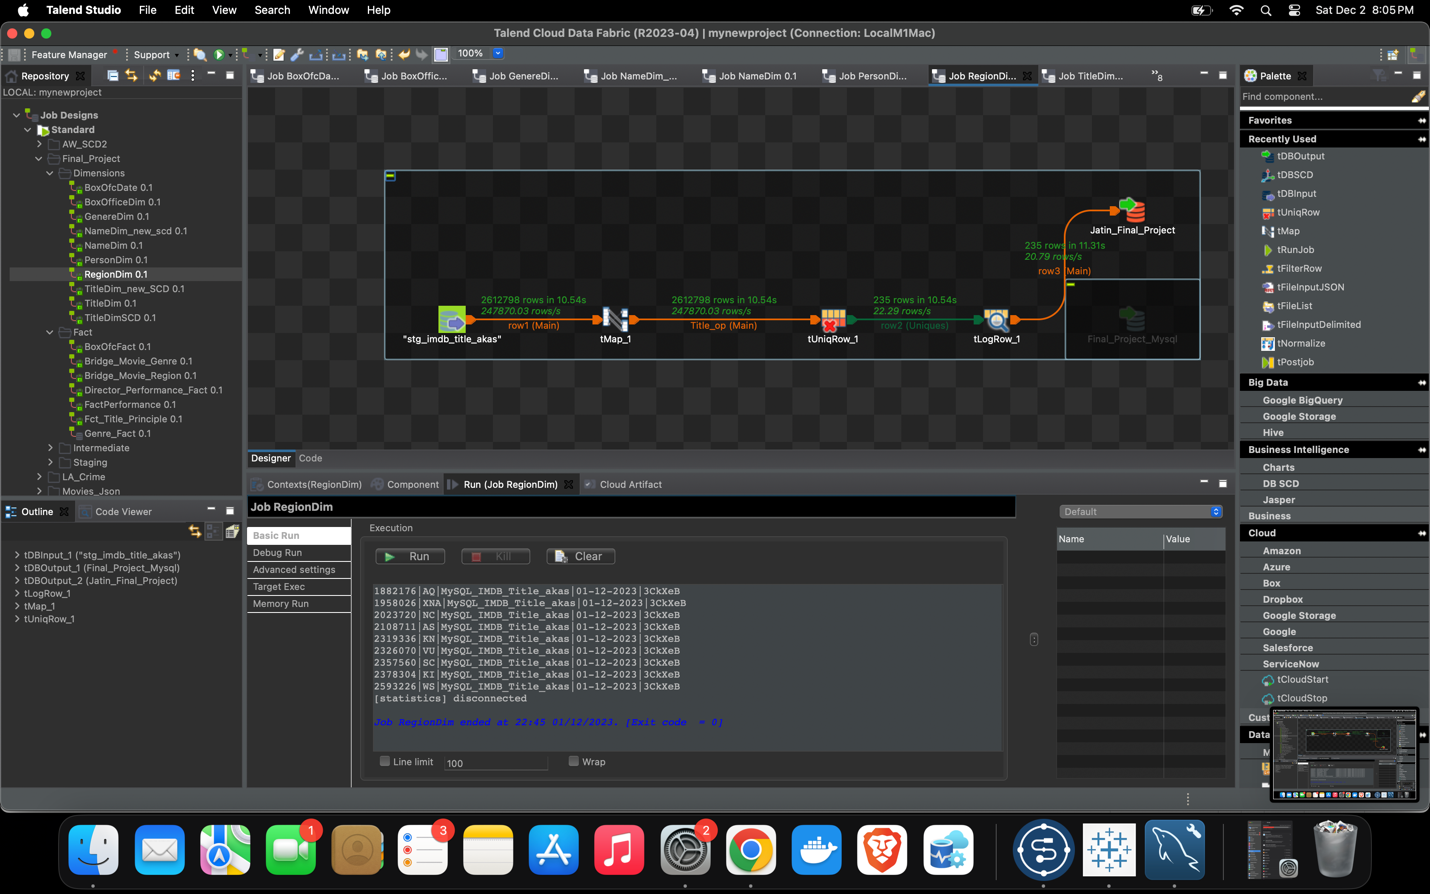 Talend Studio File Edit View Search Window Help Sat Dec 2 8:05 PM
Talend Cloud Data Fabric (R2023-04) | mynewproject (Connection: LocalM1Mac)
Feature Manager Support 100%
Repository
LOCAL: mynewproject
Job Designs
Standard
AW_SCD2
Final_Project
Dimensions
BoxOfcDate 0.1
BoxOfficeDim 0.1
GenereDim 0.1
NameDim_new_scd 0.1
NameDim 0.1
PersonDim 0.1
RegionDim 0.1
TitleDim_new_SCD 0.1
TitleDim 0.1
TitleDimSCD 0.1
Fact
BoxOfcFact 0.1
Bridge_Movie_Genre 0.1
Bridge_Movie_Region 0.1
Director_Performance_Fact 0.1
FactPerformance 0.1
Fct_Title_Principle 0.1
Genre_Fact 0.1
Intermediate
Staging
LA_Crime
Movies_Json
Outline Code Viewer
tDBInput_1 ("stg_imdb_title_akas")
tDBOutput_1 (Final_Project_Mysql)
tDBOutput_2 (Jatin_Final_Project)
tLogRow_1
tMap_1
tUniqRow_1
Job BoxOfcDa... Job BoxOffic... Job GenereDi... Job NameDim_... Job NameDim 0.1 Job PersonDi... Job RegionDi... Job TitleDim... »8
Jatin_Final_Project
235 rows in 11.31s
20.79 rows/s
row3 (Main)
2612798 rows in 10.54s
247870.03 rows/s
row1 (Main)
2612798 rows in 10.54s
247870.03 rows/s
Title_op (Main)
235 rows in 10.54s
22.29 rows/s
row2 (Uniques)
"stg_imdb_title_akas" tMap_1 tUniqRow_1 tLogRow_1 Final_Project_Mysql
Designer Code
Contexts(RegionDim) Component Run (Job RegionDim) Cloud Artifact
Job RegionDim
Basic Run
Debug Run
Advanced settings
Target Exec
Memory Run
Execution
Run Kill Clear
1882176|AQ|MySQL_IMDB_Title_akas|01-12-2023|3CkXeB
1958026|XNA|MySQL_IMDB_Title_akas|01-12-2023|3CkXeB
2023720|NC|MySQL_IMDB_Title_akas|01-12-2023|3CkXeB
2108711|AS|MySQL_IMDB_Title_akas|01-12-2023|3CkXeB
2319336|KN|MySQL_IMDB_Title_akas|01-12-2023|3CkXeB
2326070|VU|MySQL_IMDB_Title_akas|01-12-2023|3CkXeB
2357560|SC|MySQL_IMDB_Title_akas|01-12-2023|3CkXeB
2378304|KI|MySQL_IMDB_Title_akas|01-12-2023|3CkXeB
2593226|WS|MySQL_IMDB_Title_akas|01-12-2023|3CkXeB
[statistics] disconnected
Job RegionDim ended at 22:45 01/12/2023. [Exit code  = 0]
Line limit 100 Wrap
Default
Name Value
Palette
Find component...
Favorites
Recently Used
tDBOutput
tDBSCD
tDBInput
tUniqRow
tMap
tRunJob
tFilterRow
tFileInputJSON
tFileList
tFileInputDelimited
tNormalize
tPostjob
Big Data
Google BigQuery
Google Storage
Hive
Business Intelligence
Charts
DB SCD
Jasper
Business
Cloud
Amazon
Azure
Box
Dropbox
Google Storage
Google
Salesforce
ServiceNow
tCloudStart
tCloudStop
Cust
Data
1 3 2